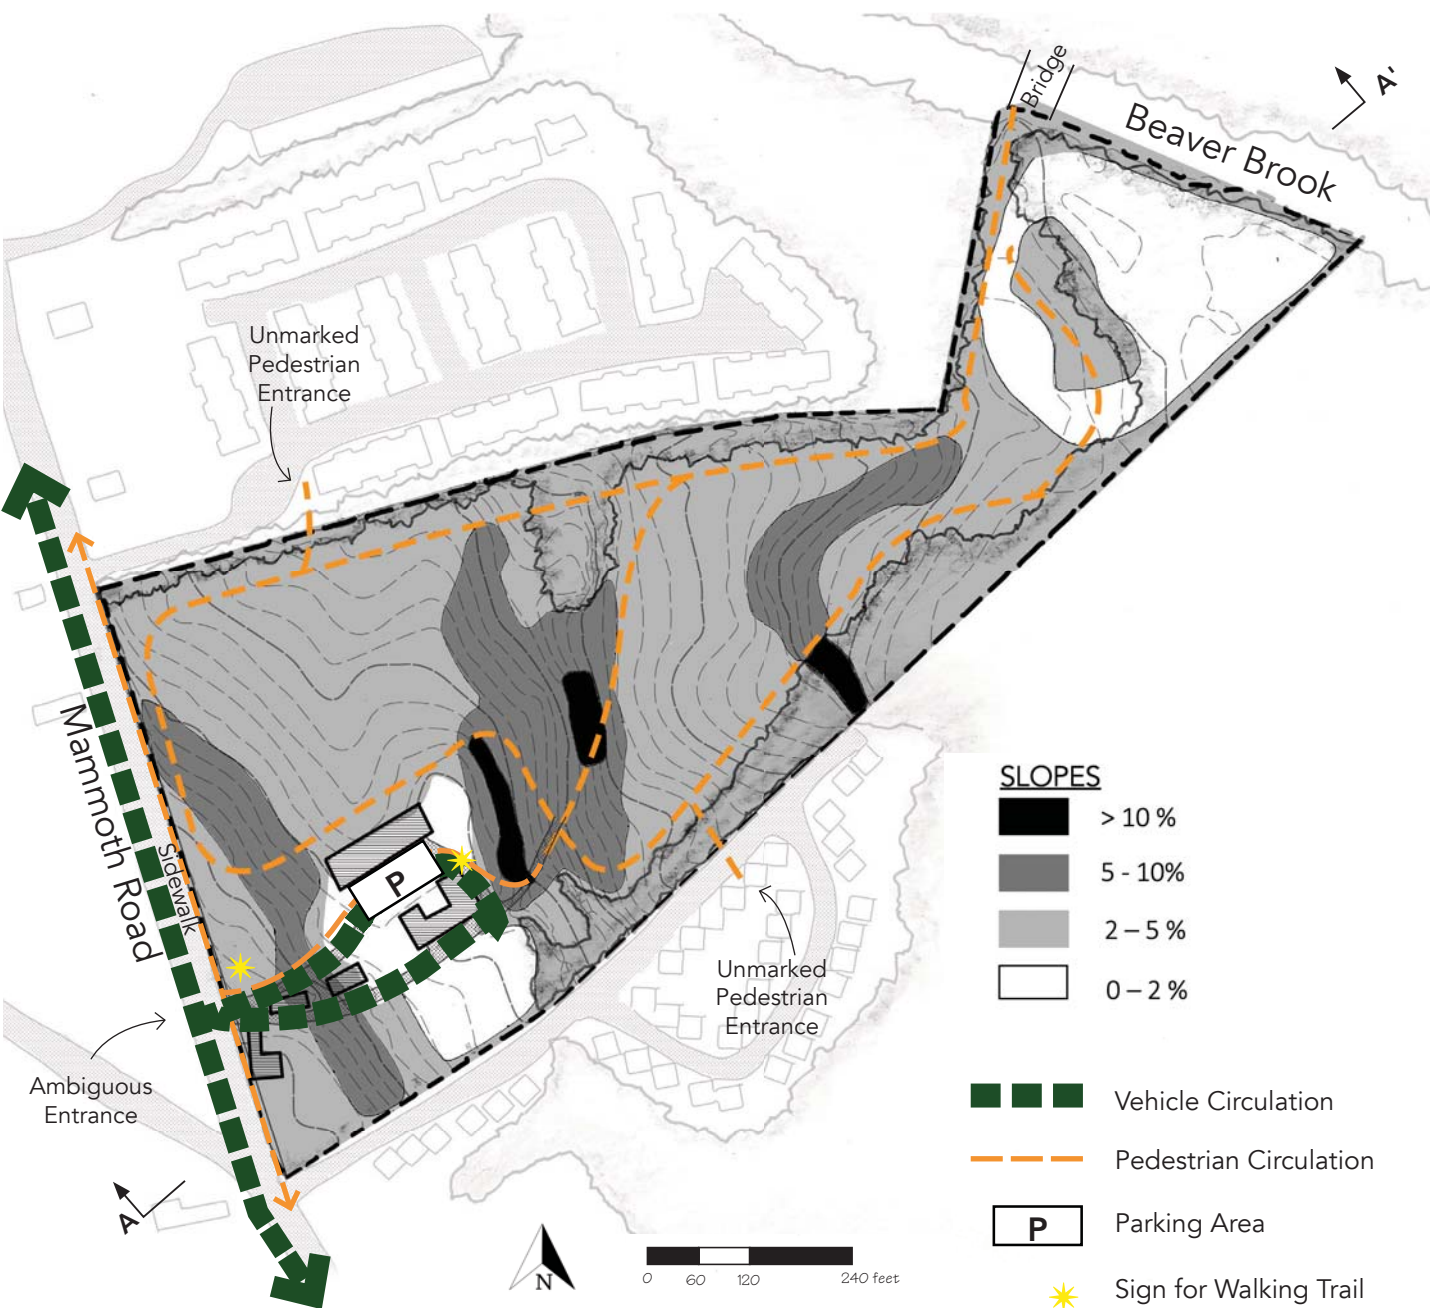 Bridge
A'
Beaver Brook
Unmarked
Pedestrian
Entrance
Mammoth Road
Sidewalk
P
SLOPES
> 10 %
5 - 10%
2 – 5 %
0 – 2 %
Unmarked
Pedestrian
Entrance
Ambiguous
Entrance
Vehicle Circulation
Pedestrian Circulation
P
Parking Area
Sign for Walking Trail
A
N
0 60 120 240 feet